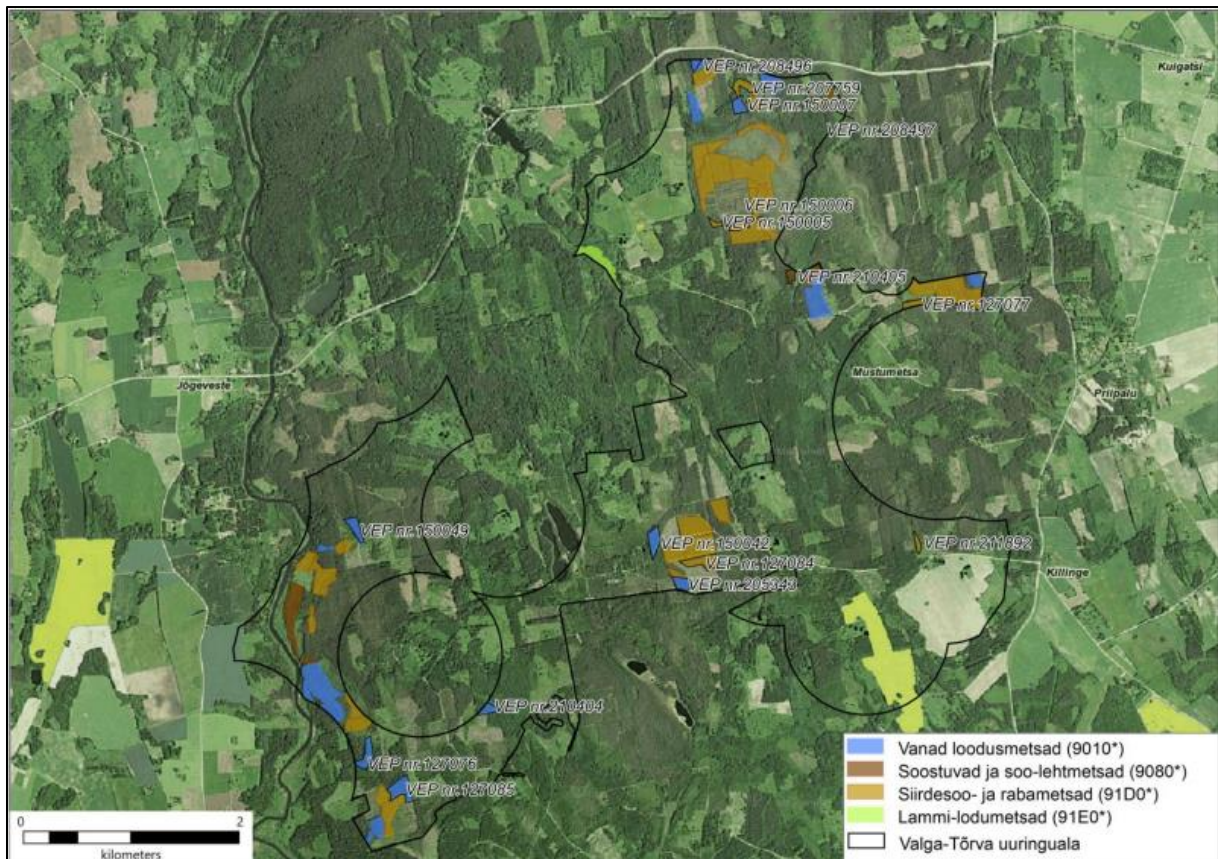 Kuigatsi
VEP nr.208496
VEP nr.207759
VEP nr.150007
VEP nr.208497
VEP nr.150006
VEP nr.150005
VEP nr.210405
VEP nr.127077
Mustumetsa
Jõgeveste
Priipalu
VEP nr.150049
VEP nr.150042
VEP nr.211692
VEP nr.127084
Killinge
VEP nr.205343
VEP nr.210404
VEP nr.127076
VEP nr.127085
Vanad loodusmetsad (9010*)
Soostuvad ja soo-lehtmetsad (9080*)
Siirdesoo- ja rabametsad (91D0*)
Lammi-lodumetsad (91E0*)
Valga-Tõrva uuringuala
0 2
kilometers